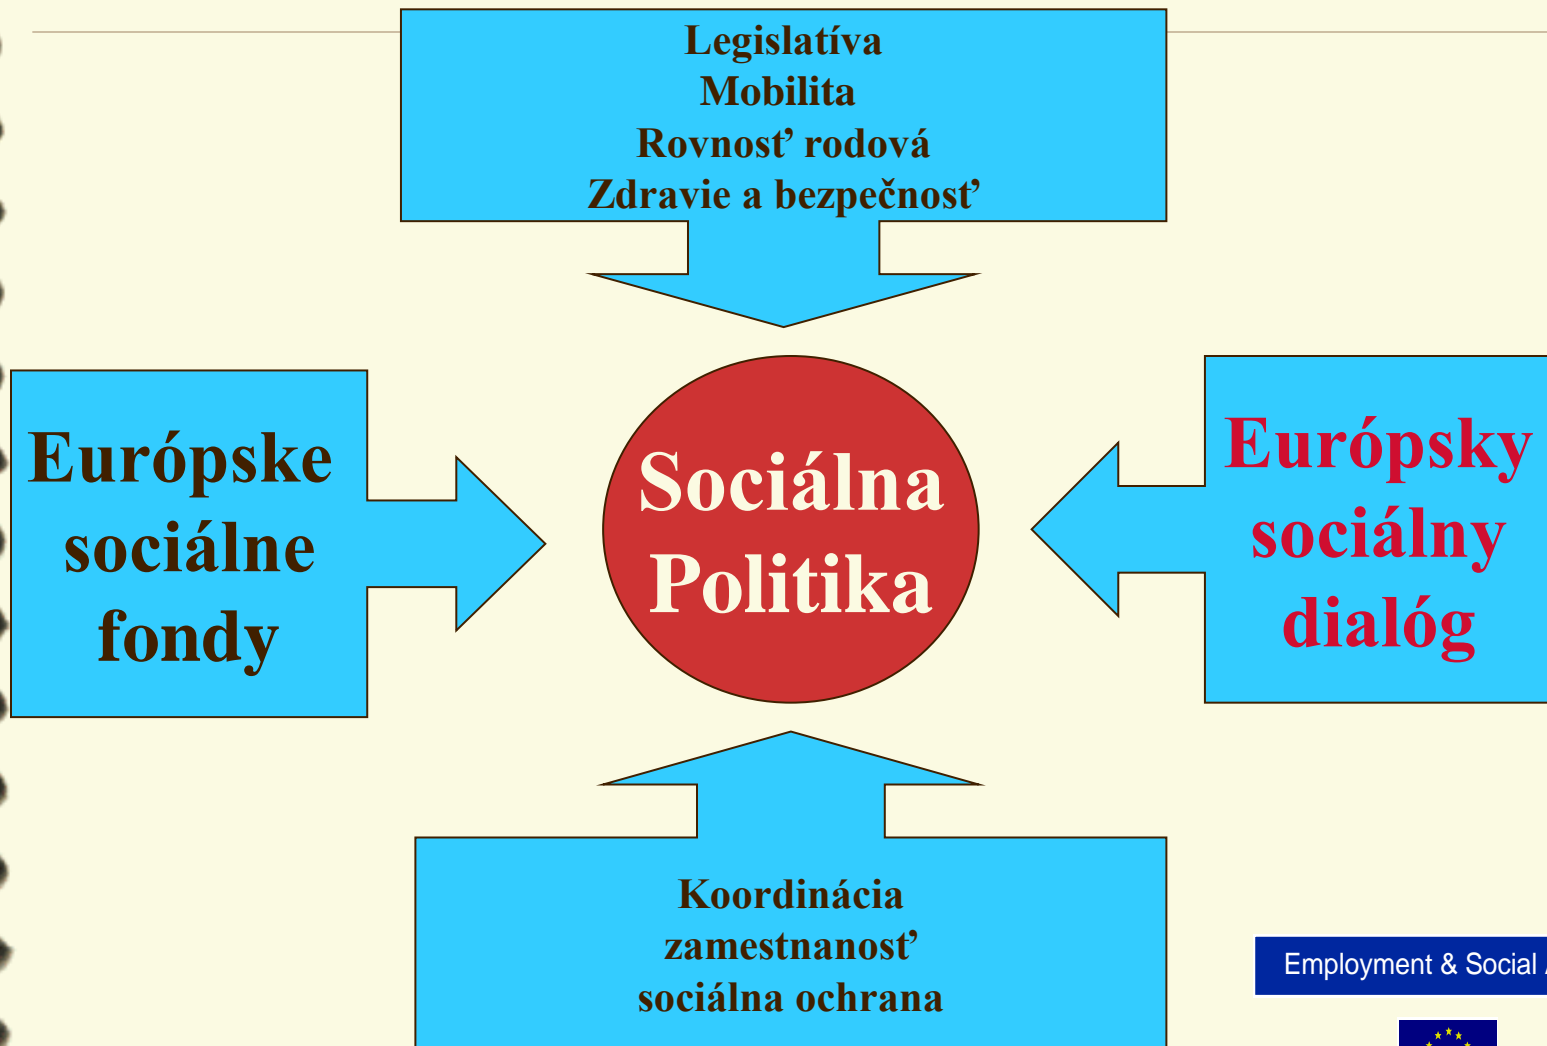 Legislatíva
Mobilita
Rovnosť rodová
Zdravie a bezpečnosť
Európske
sociálne
fondy
Sociálna
Politika
Európsky
sociálny
dialóg
Koordinácia
zamestnanosť
sociálna ochrana
Employment & Social